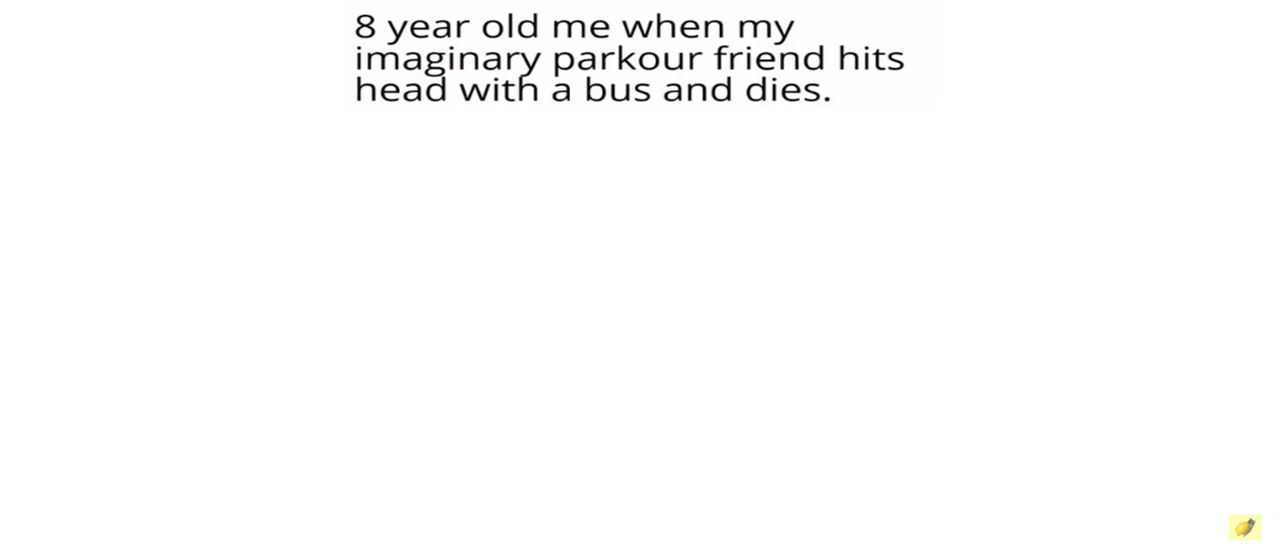 8 year old me when my
imaginary parkour friend hits
head with a bus and dies.